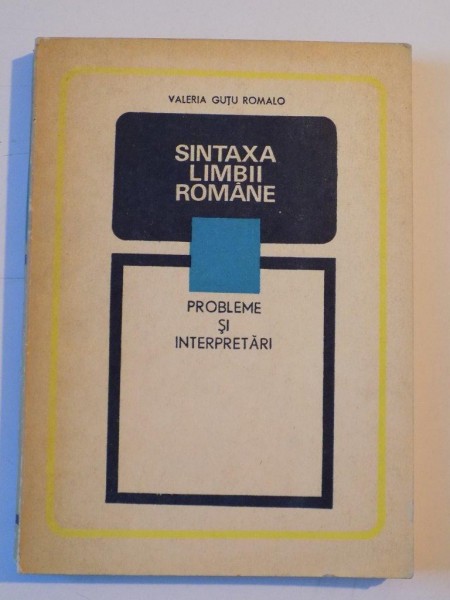 VALERIA GUȚU ROMALO
SINTAXA
LIMBII
ROMÂNE
PROBLEME
ȘI
INTERPRETĂRI